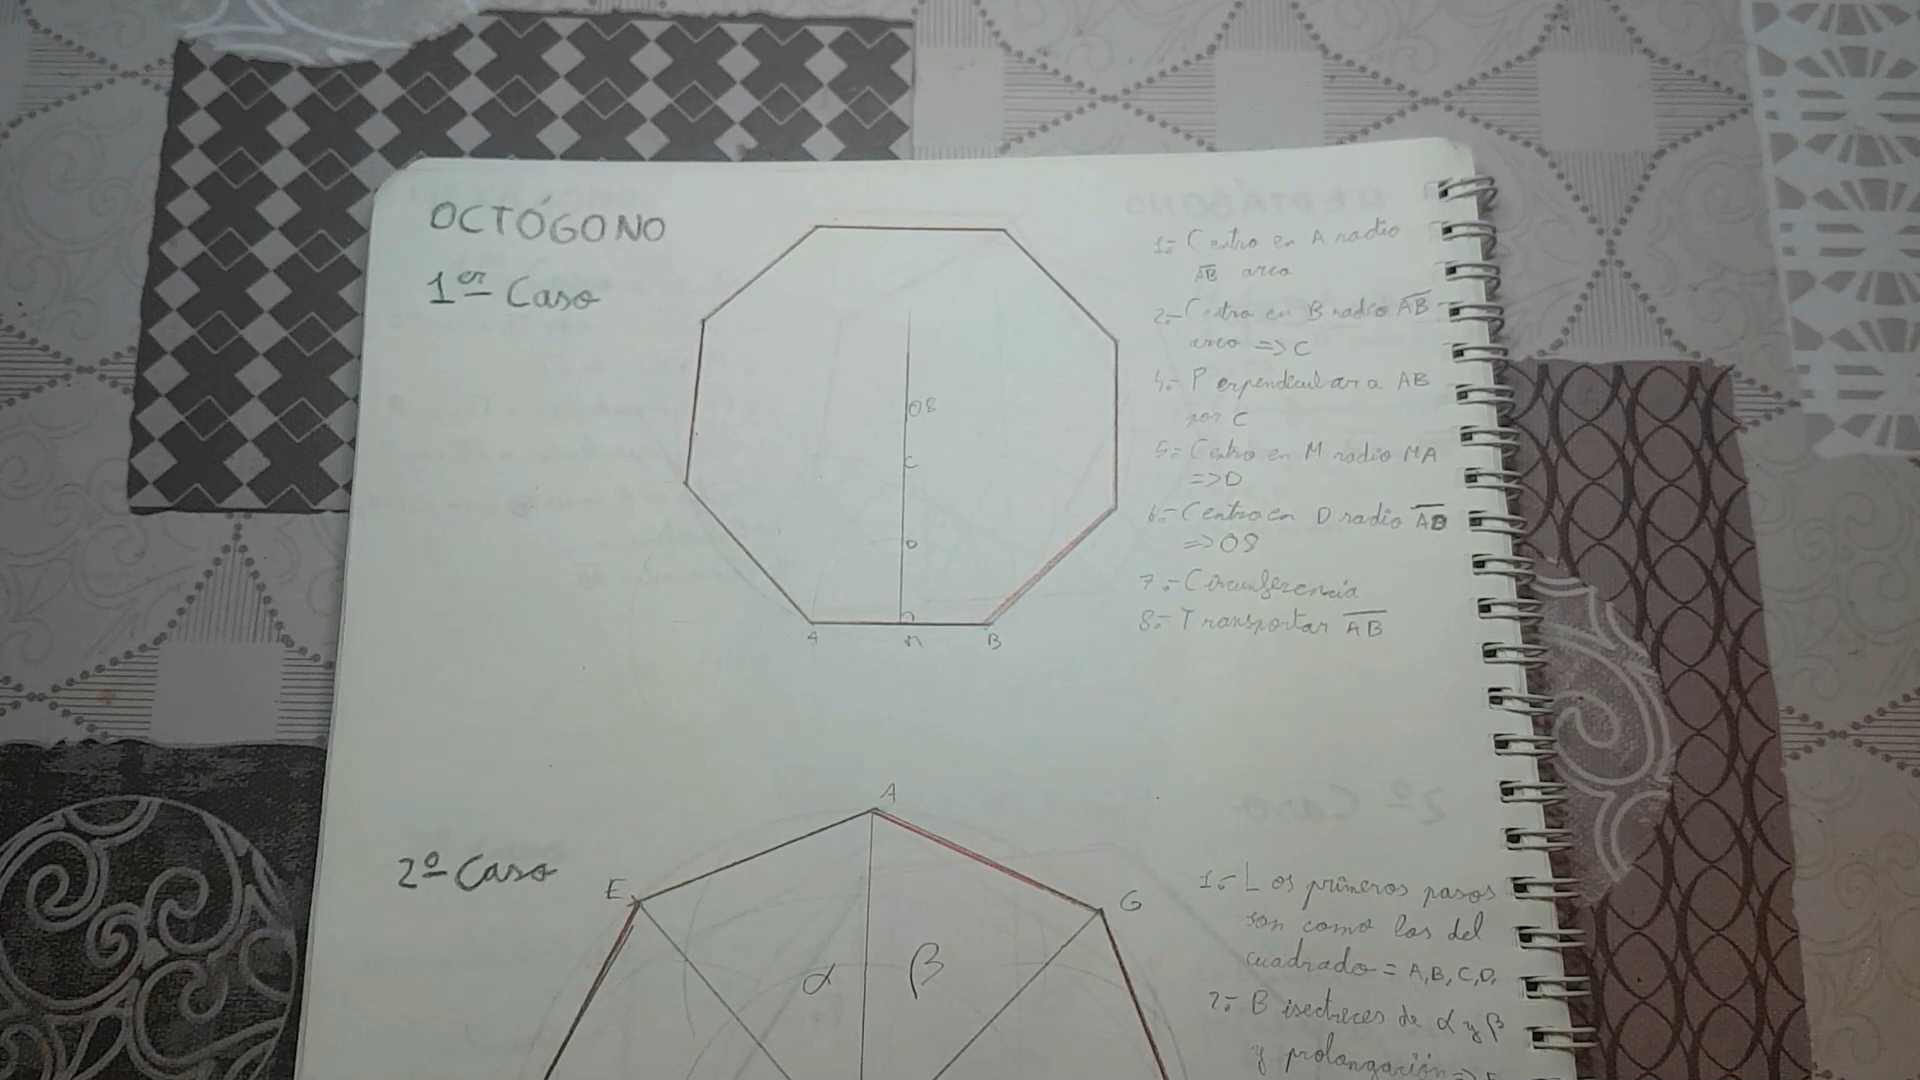 OCTÓGONO
1er Caso
O8
C
D
A
M
B
1.- Centro en A radio
AB arco
2.- Centro en B radio AB
arco => C
4.- Perpendicular a AB
por C
5.- Centro en M radio MA
=> D
6.- Centro en D radio AD
=> O8
7.- Circunferencia
8.- Transportar AB
2º Caso
A
E
G
α
β
1.- Los primeros pasos
son como los del
cuadrado = A, B, C, D,
2.- Bisectrices de α y β
y prolongación =>